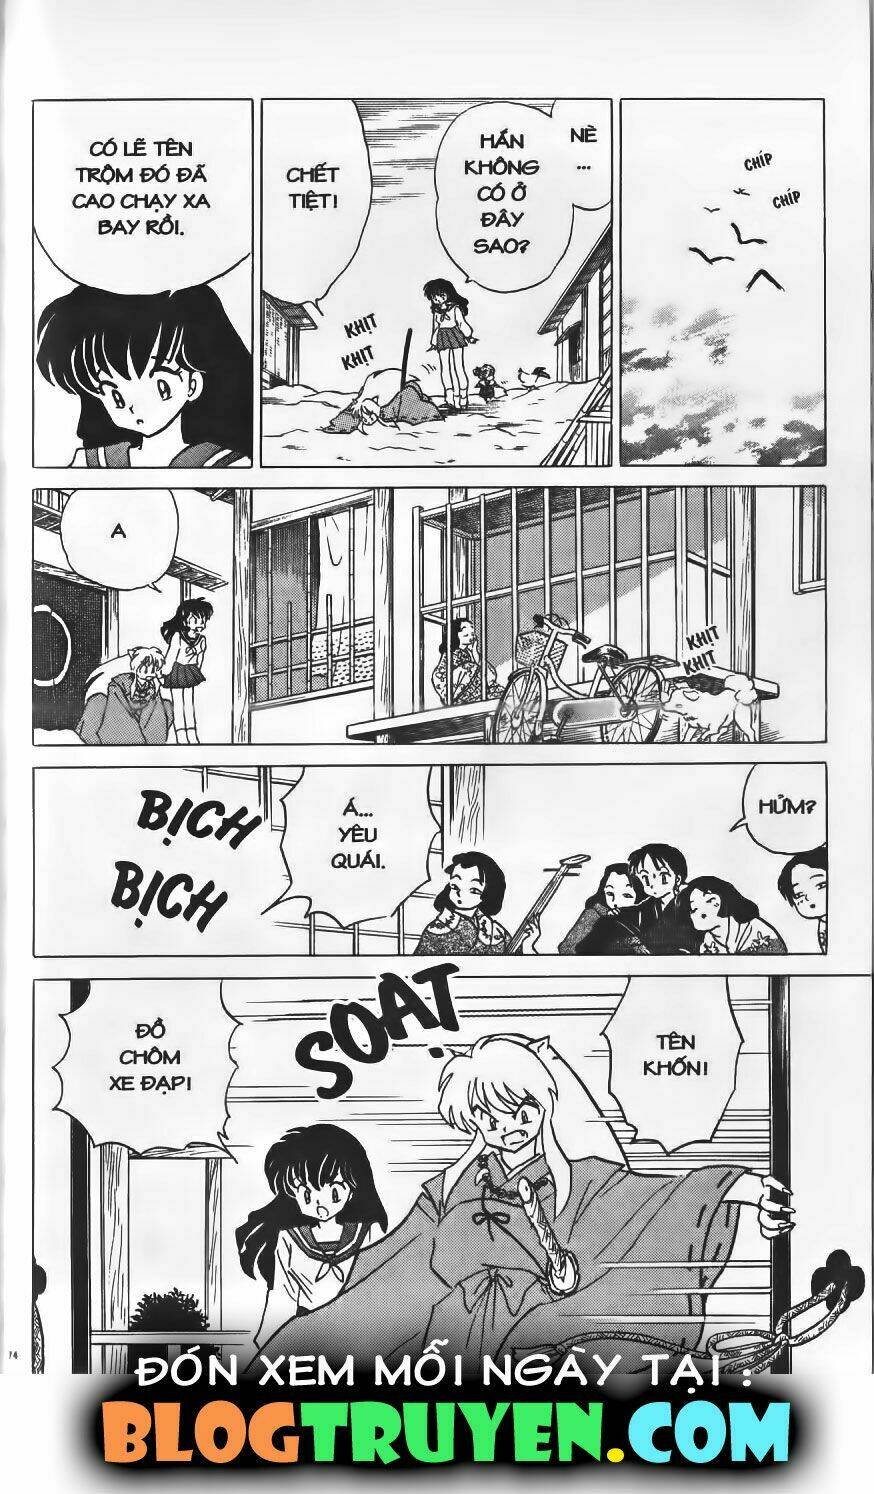 CHÍP
CHÍP
NÈ
...
HẮN
KHÔNG
CÓ Ở
ĐÂY
SAO?
CHẾT
TIỆT!
KHỊT
KHỊT
CÓ LẼ TÊN
TRỘM ĐÓ ĐÃ
CAO CHẠY XA
BAY RỒI.
KHỊT
KHỊT
A
HỬM?
Á...
YÊU
QUÁI.
BỊCH
BỊCH
TÊN
KHỐN!
SOẠT
ĐỒ
CHÔM
XE ĐẠP!
74
ĐÓN XEM MỖI NGÀY TẠI :
BLOGTRUYEN.COM